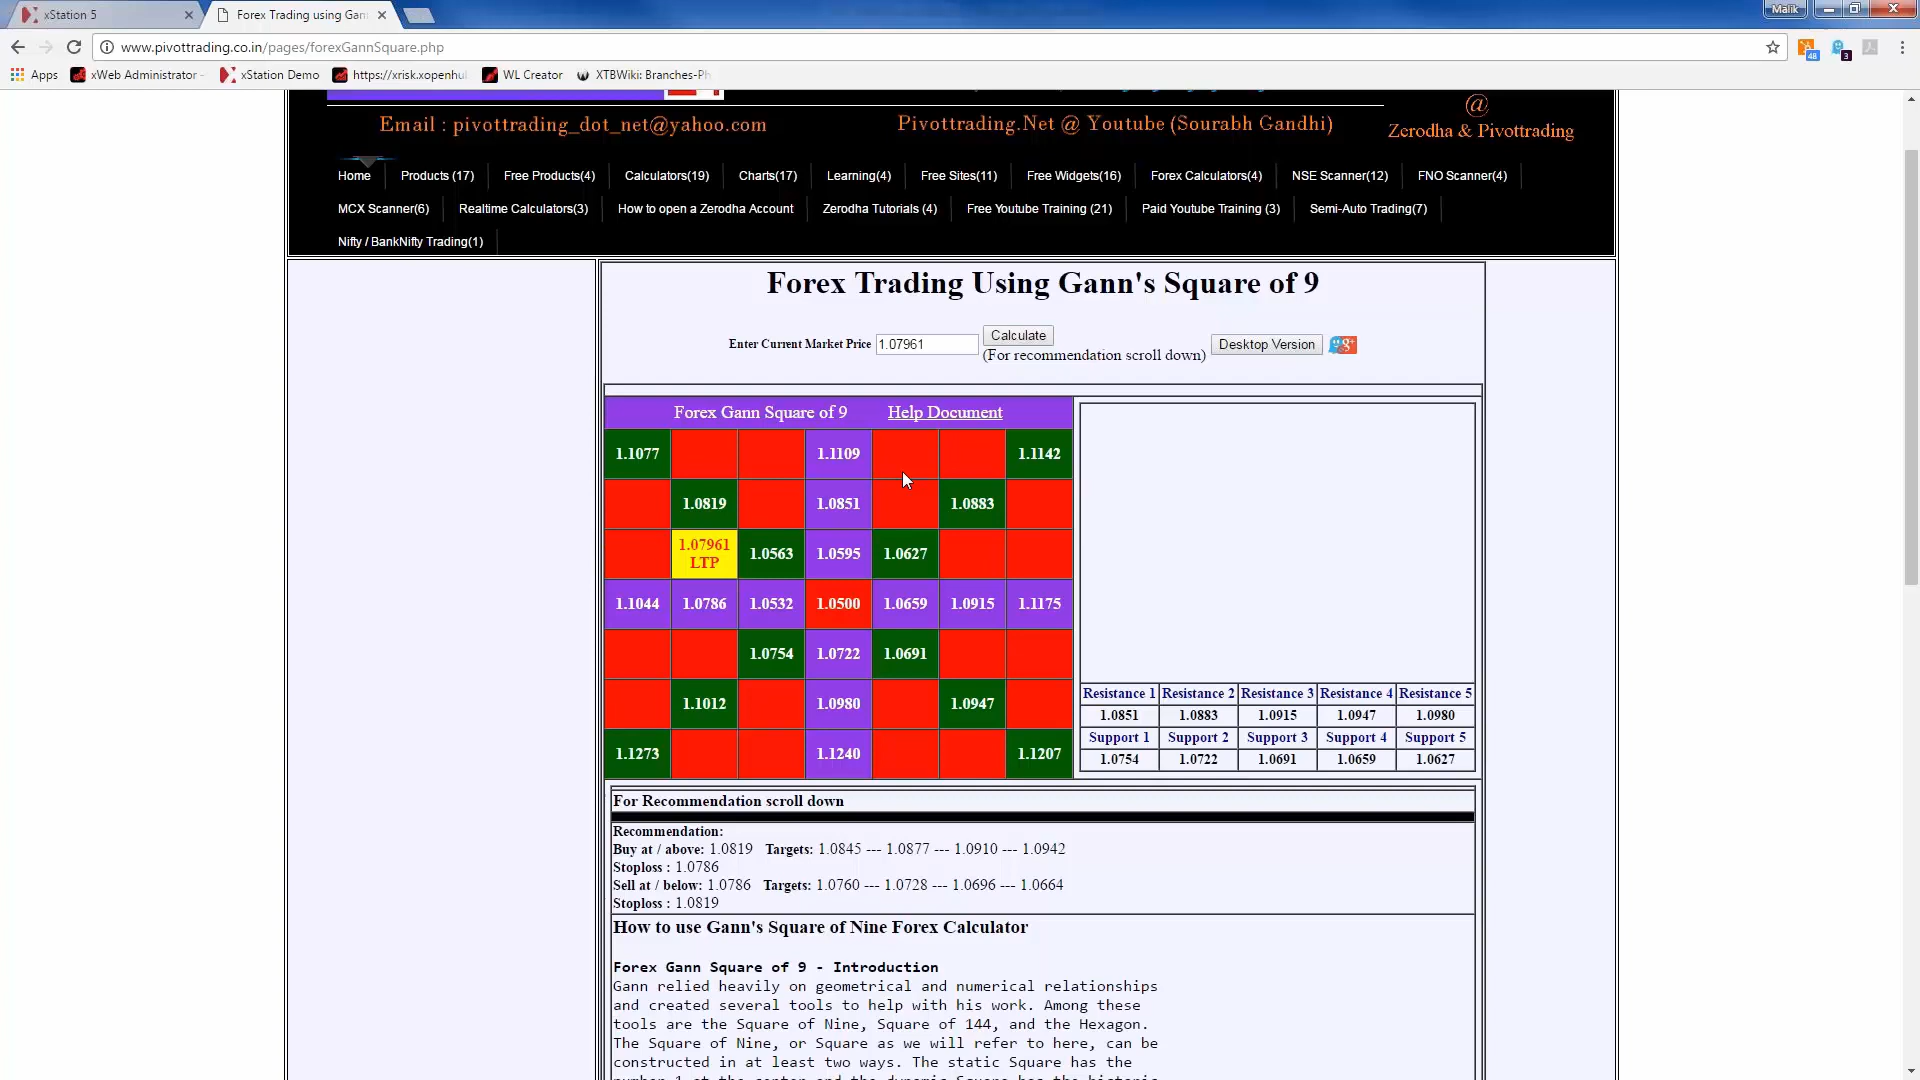 xStation 5
Forex Trading using Gan
Malik
www.pivottrading.co.in/pages/forexGannSquare.php
48
3
Apps
xWeb Administrator -
xStation Demo
https://xrisk.xopenhu
WL Creator
XTBWiki: Branches-Ph
@
Email : pivottrading_dot_net@yahoo.com
Pivottrading.Net @ Youtube (Sourabh Gandhi)
Zerodha & Pivottrading
Home Products (17) Free Products(4) Calculators(19) Charts(17) Learning(4) Free Sites(11) Free Widgets(16) Forex Calculators(4) NSE Scanner(12) FNO Scanner(4)
MCX Scanner(6) Realtime Calculators(3) How to open a Zerodha Account Zerodha Tutorials (4) Free Youtube Training (21) Paid Youtube Training (3) Semi-Auto Trading(7)
Nifty / BankNifty Trading(1)
Forex Trading Using Gann's Square of 9
Enter Current Market Price 1.07961 Calculate
(For recommendation scroll down) Desktop Version g+
Forex Gann Square of 9 Help Document
1.1077 1.1109 1.1142
1.0819 1.0851 1.0883
1.07961
LTP
1.0563 1.0595 1.0627
1.1044 1.0786 1.0532 1.0500 1.0659 1.0915 1.1175
1.0754 1.0722 1.0691
1.1012 1.0980 1.0947
1.1273 1.1240 1.1207
Resistance 1 Resistance 2 Resistance 3 Resistance 4 Resistance 5
1.0851 1.0883 1.0915 1.0947 1.0980
Support 1 Support 2 Support 3 Support 4 Support 5
1.0754 1.0722 1.0691 1.0659 1.0627
For Recommendation scroll down
Recommendation:
Buy at / above: 1.0819 Targets: 1.0845 --- 1.0877 --- 1.0910 --- 1.0942
Stoploss : 1.0786
Sell at / below: 1.0786 Targets: 1.0760 --- 1.0728 --- 1.0696 --- 1.0664
Stoploss : 1.0819
How to use Gann's Square of Nine Forex Calculator
Forex Gann Square of 9 - Introduction
Gann relied heavily on geometrical and numerical relationships
and created several tools to help with his work. Among these
tools are the Square of Nine, Square of 144, and the Hexagon.
The Square of Nine, or Square as we will refer to here, can be
constructed in at least two ways. The static Square has the